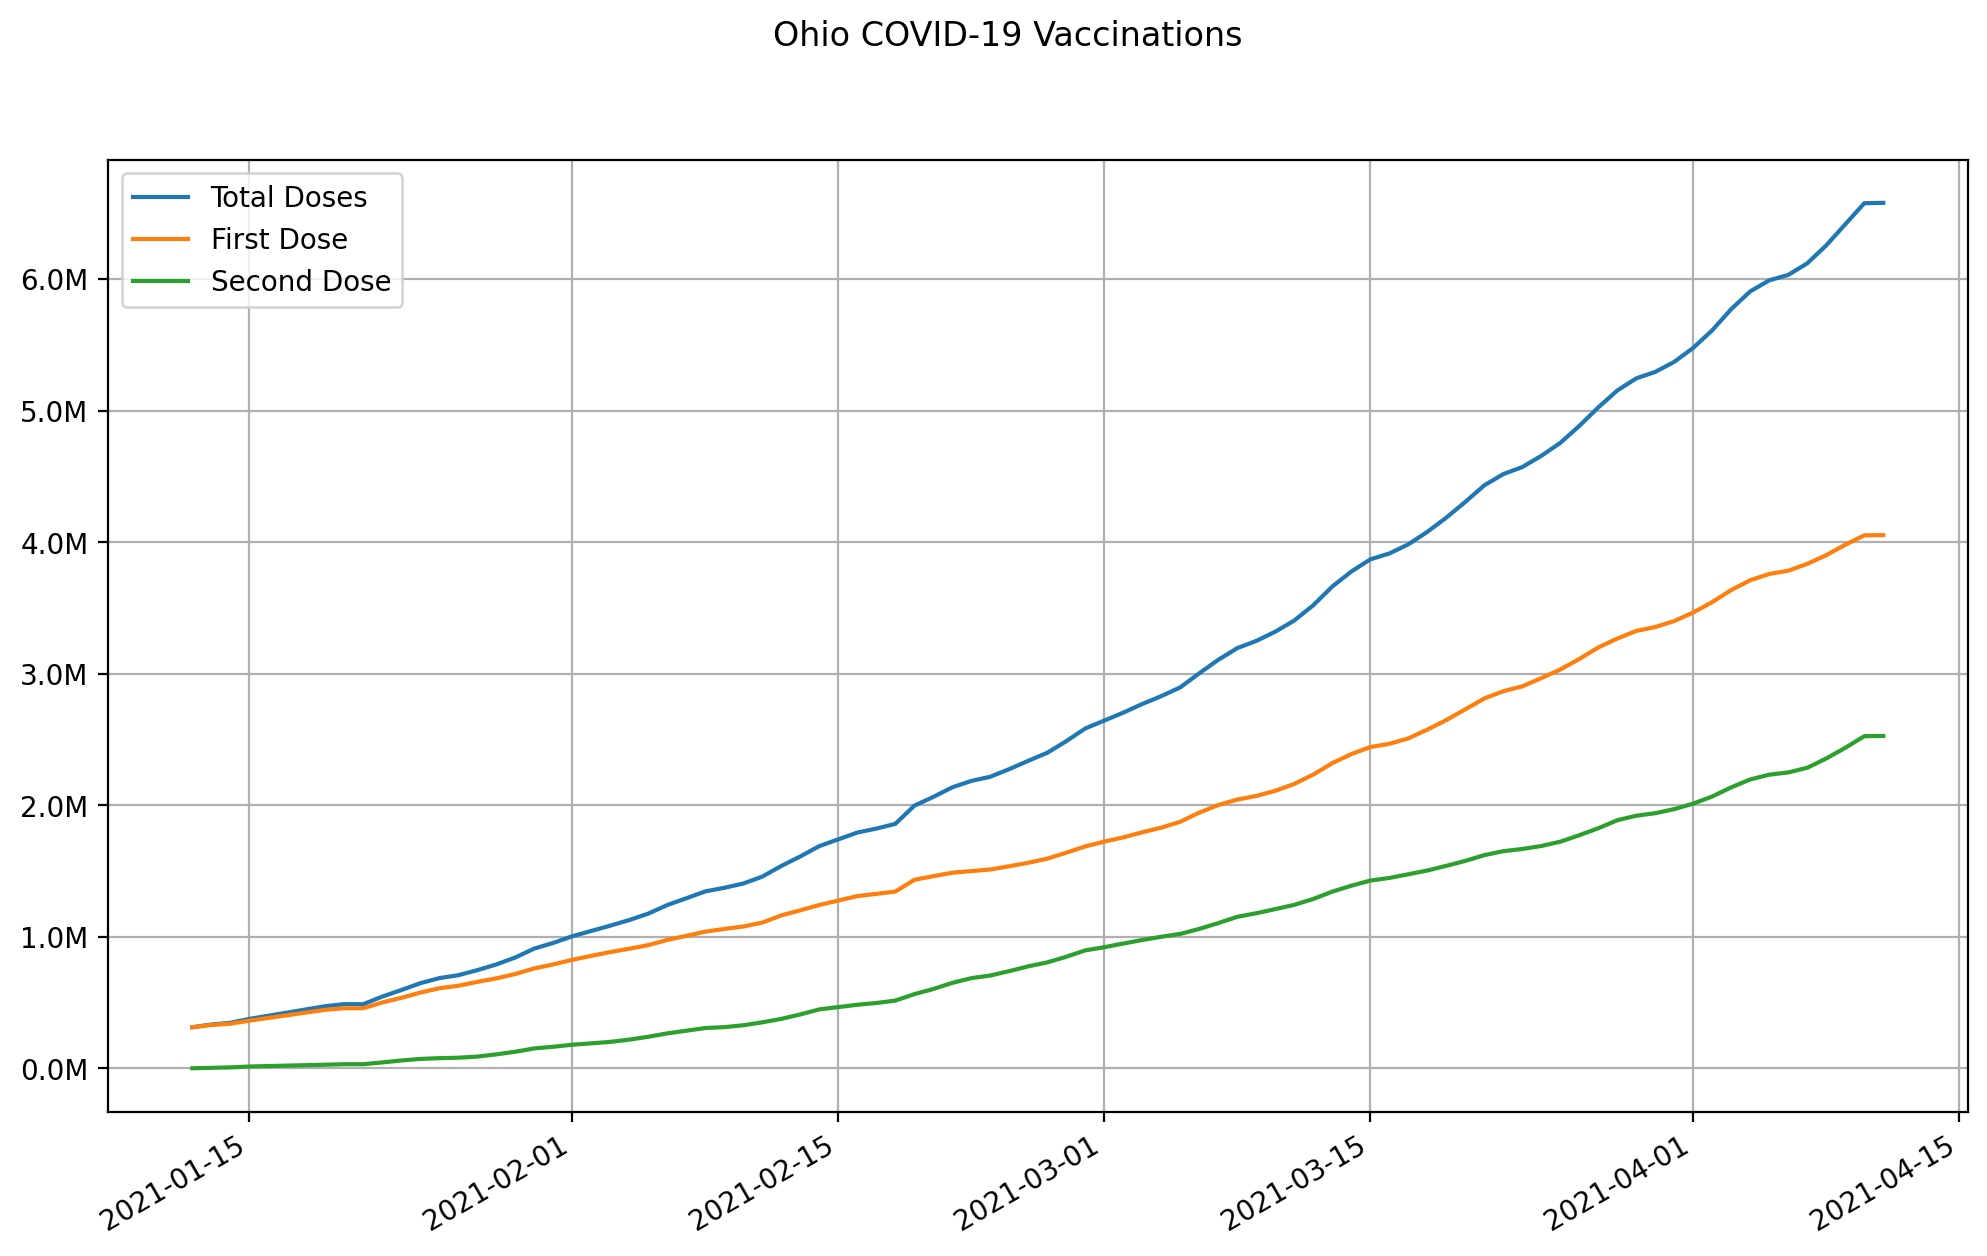 Ohio COVID-19 Vaccinations
Total Doses
First Dose
Second Dose
6.0M
5.0M
4.0M
3.0M
2.0M
1.0M
0.0M
2021-01-15
2021-02-01
2021-02-15
2021-03-01
2021-03-15
2021-04-01
2021-04-15